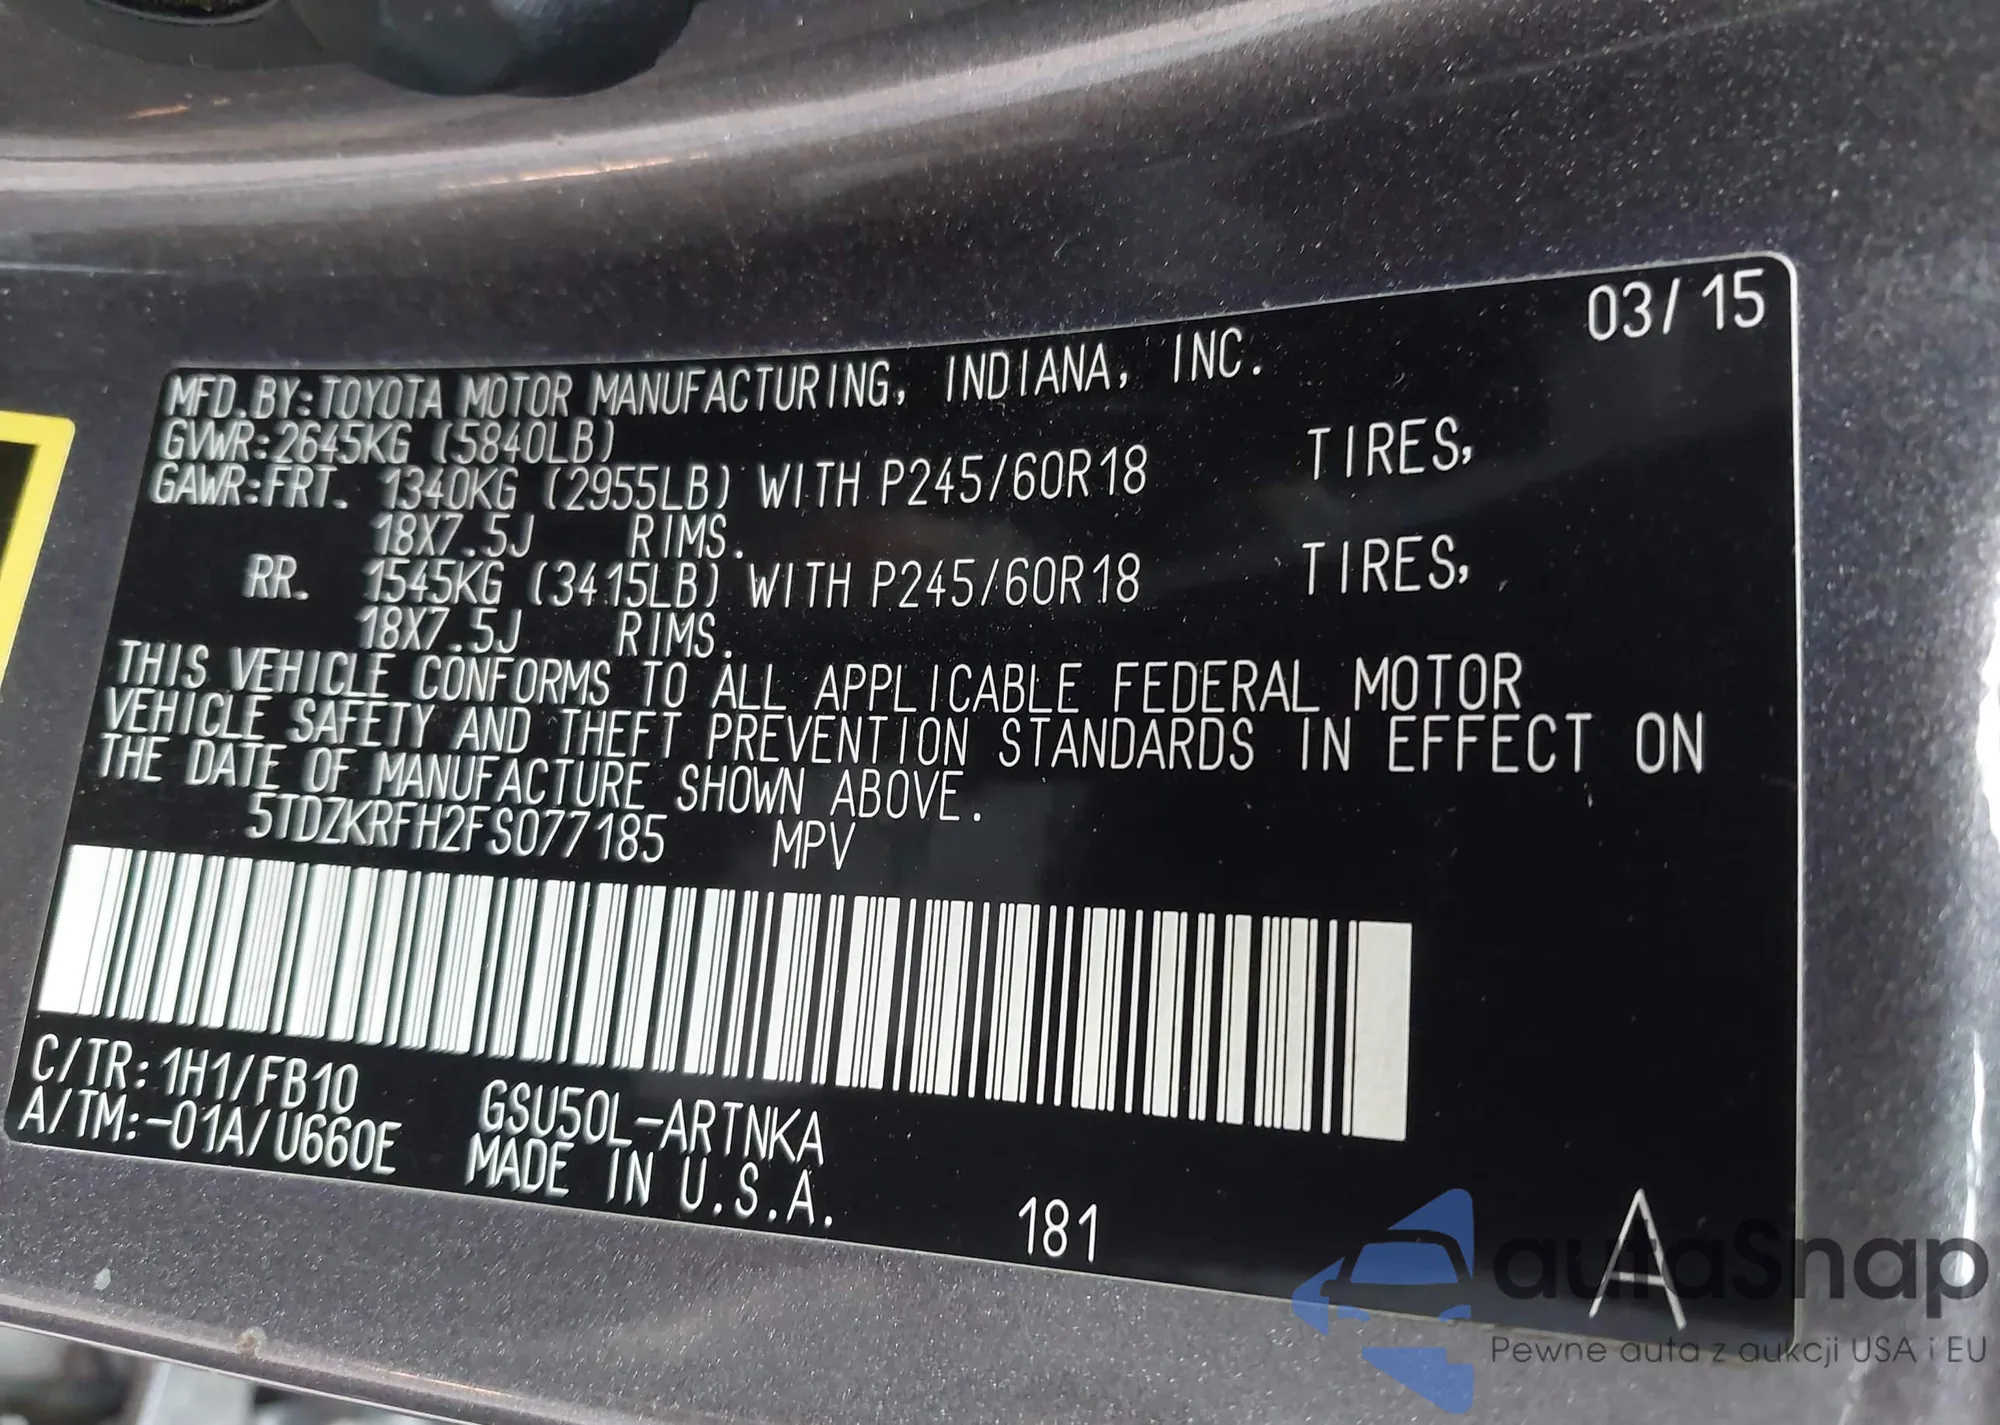 03/15
MFD.BY:TOYOTA MOTOR MANUFACTURING, INDIANA, INC.
GVWR:2645KG (5840LB)
GAWR:FRT. 1340KG (2955LB) WITH P245/60R18 TIRES,
18X7.5J RIMS.
RR. 1545KG (3415LB) WITH P245/60R18 TIRES,
18X7.5J RIMS.
THIS VEHICLE CONFORMS TO ALL APPLICABLE FEDERAL MOTOR
VEHICLE SAFETY AND THEFT PREVENTION STANDARDS IN EFFECT ON
THE DATE OF MANUFACTURE SHOWN ABOVE.
5TDZKRFH2FS077185 MPV
C/TR:1H1/FB10 GSU50L-ARTNKA
A/TM:-01A/U660E MADE IN U.S.A.
181
A
autaSnap
Pewne auta z aukcji USA i EU